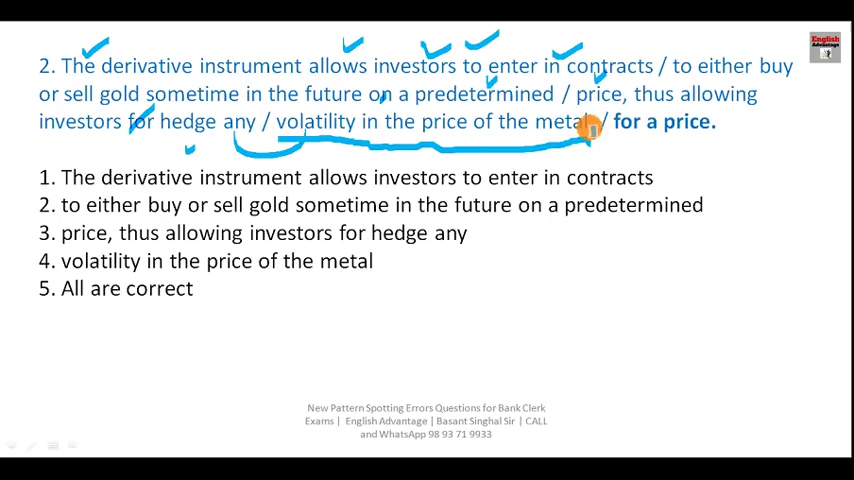 English
Advantage
2. The derivative instrument allows investors to enter in contracts / to either buy
or sell gold sometime in the future on a predetermined / price, thus allowing
investors for hedge any / volatility in the price of the metal / for a price.
1. The derivative instrument allows investors to enter in contracts
2. to either buy or sell gold sometime in the future on a predetermined
3. price, thus allowing investors for hedge any
4. volatility in the price of the metal
5. All are correct
New Pattern Spotting Errors Questions for Bank Clerk
Exams | English Advantage | Basant Singhal Sir | CALL
and WhatsApp 98 93 71 9933